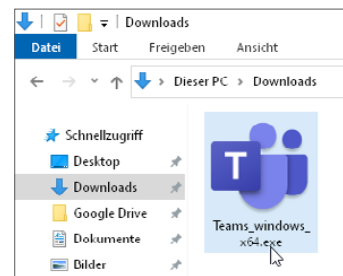 Downloads
Datei Start Freigeben Ansicht
Dieser PC > Downloads
Schnellzugriff
Desktop
Downloads
Google Drive
Dokumente
Bilder
T
Teams_windows_
x64.exe